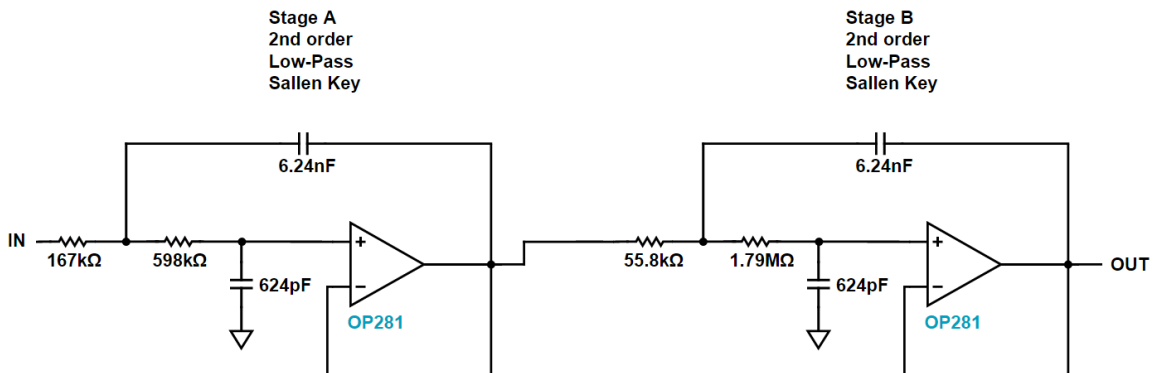 Stage A
2nd order
Low-Pass
Sallen Key
Stage B
2nd order
Low-Pass
Sallen Key
6.24nF
6.24nF
IN
167kΩ
598kΩ
624pF
+
−
OP281
55.8kΩ
1.79MΩ
624pF
+
−
OP281
OUT